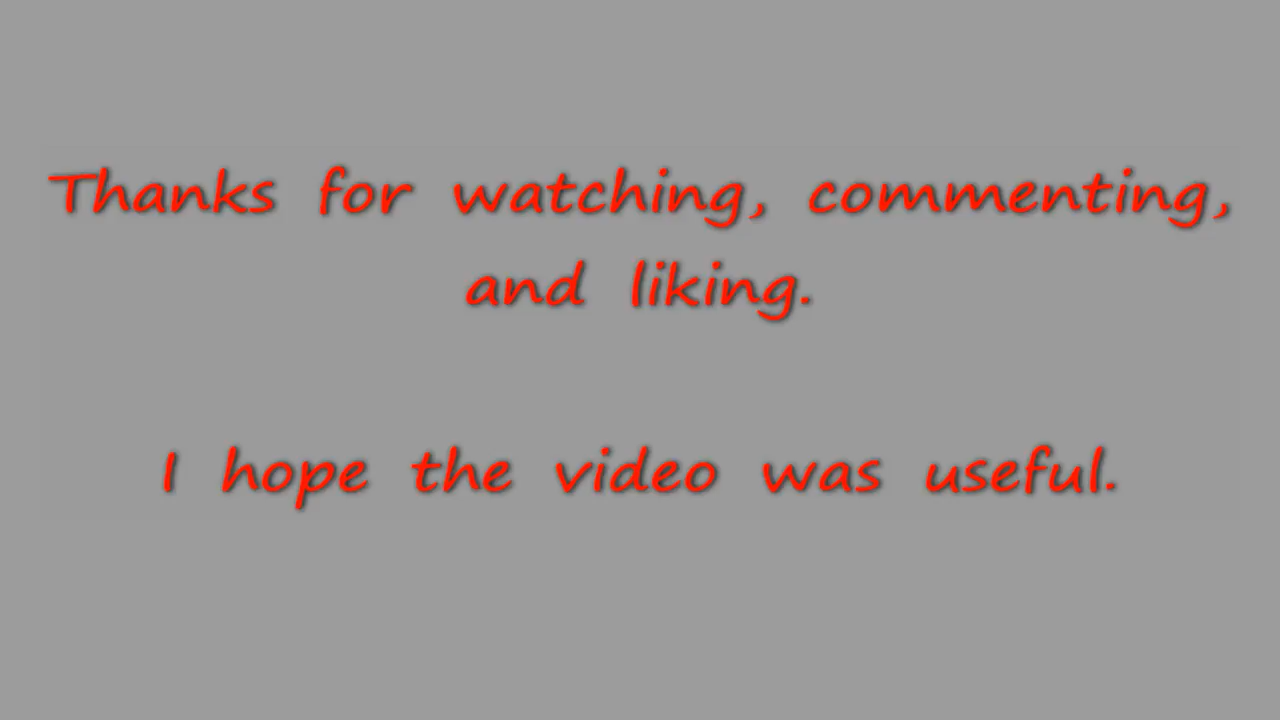 Thanks for watching, commenting,
and liking.
I hope the video was useful.